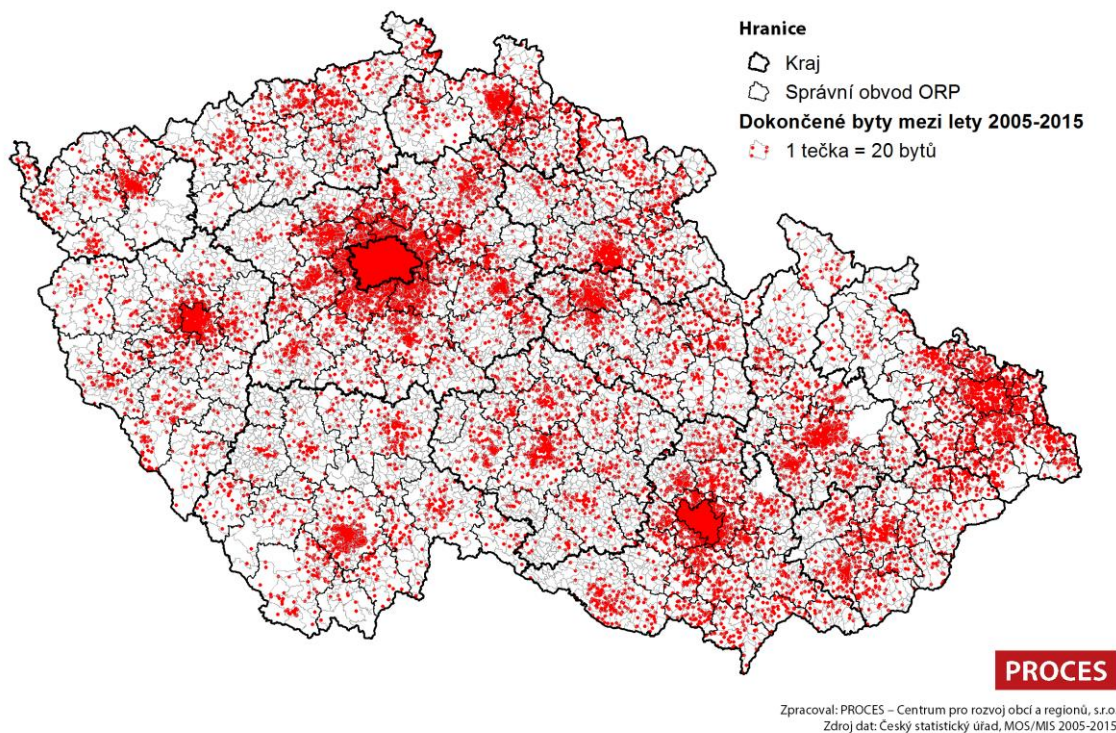 Hranice
Kraj
Správní obvod ORP
Dokončené byty mezi lety 2005-2015
1 tečka = 20 bytů
PROCES
Zpracoval: PROCES – Centrum pro rozvoj obcí a regionů, s.r.o.
Zdroj dat: Český statistický úřad, MOS/MIS 2005-2015